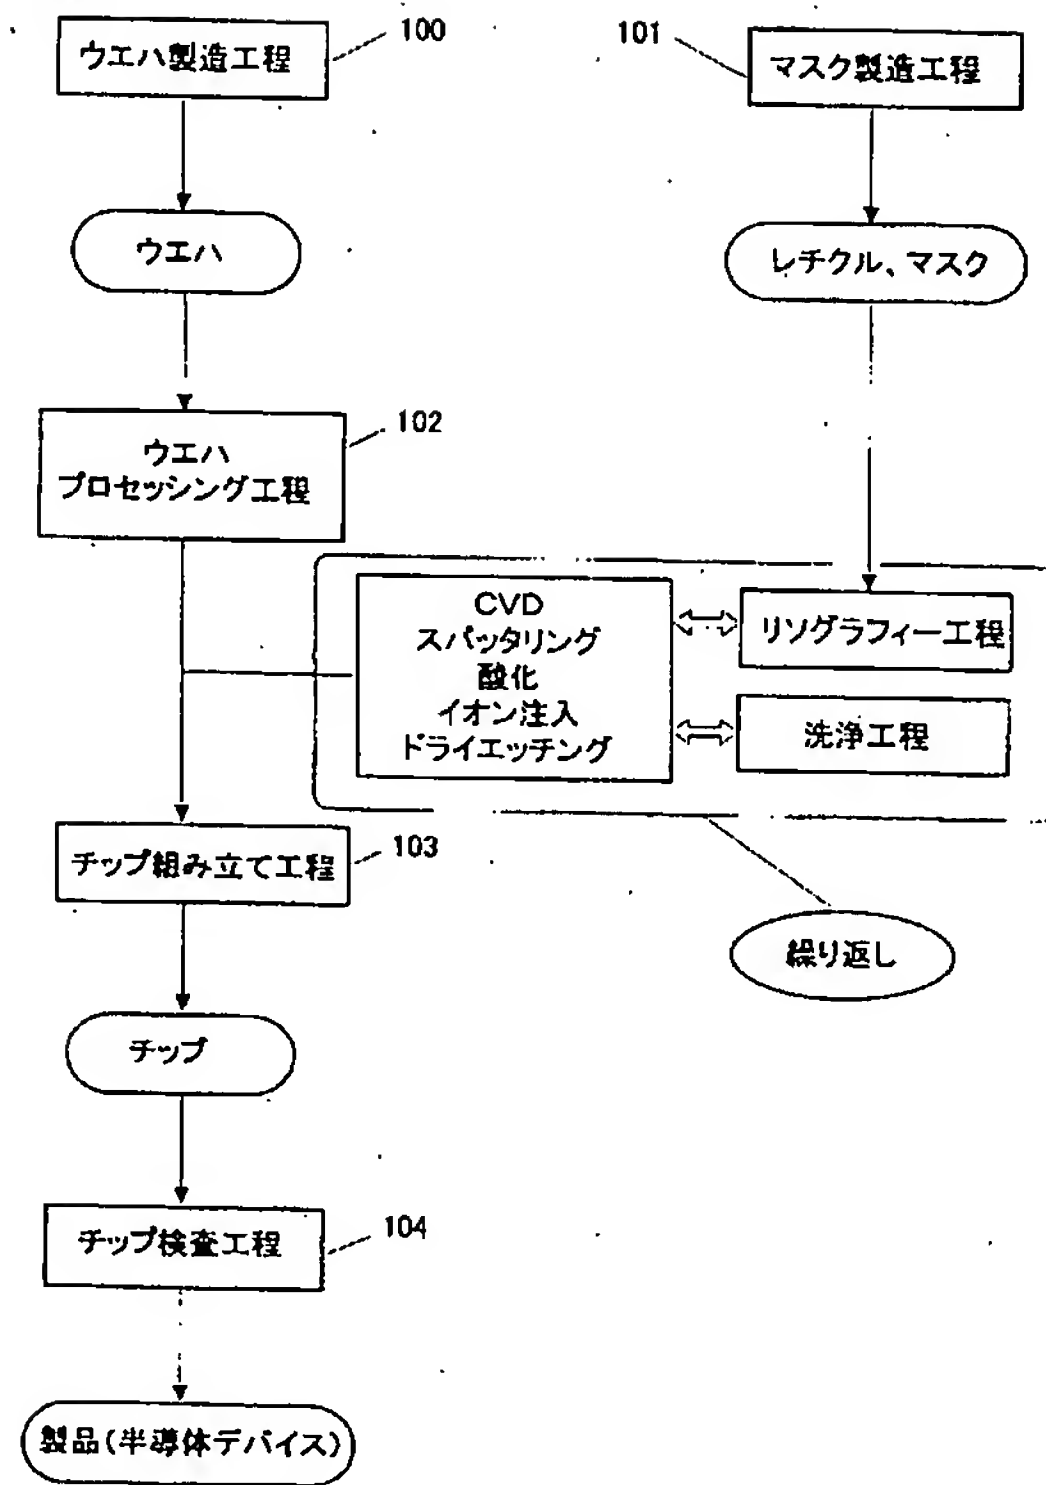 ウエハ製造工程
100
101
マスク製造工程
ウエハ
レチクル、マスク
ウエハ
プロセッシング工程
102
CVD
スパッタリング
酸化
イオン注入
ドライエッチング
リソグラフィー工程
洗浄工程
チップ組み立て工程
103
繰り返し
チップ
チップ検査工程
104
製品(半導体デバイス)